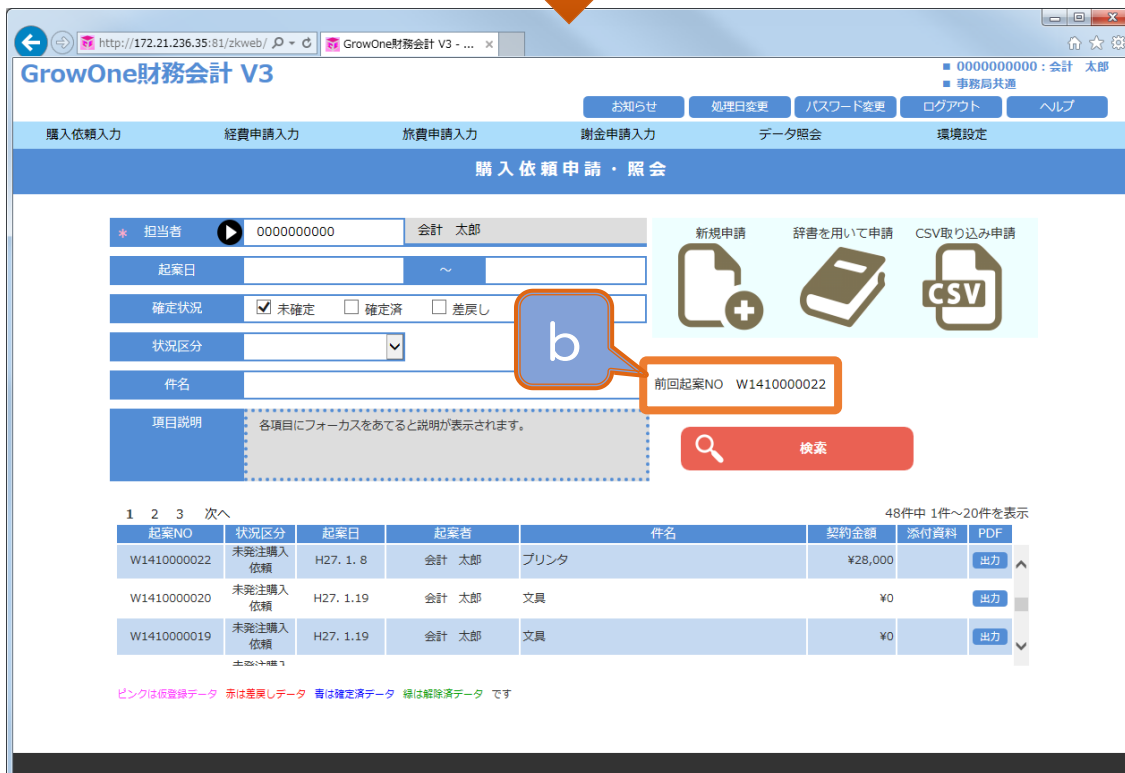 http://172.21.236.35:81/zkweb/
GrowOne財務会計 V3 - ...
GrowOne財務会計 V3
■ 0000000000 : 会計 太郎
■ 事務局共通
お知らせ 処理日変更 パスワード変更 ログアウト ヘルプ
購入依頼入力 経費申請入力 旅費申請入力 謝金申請入力 データ照会 環境設定
購入依頼申請・照会
* 担当者 0000000000 会計 太郎
新規申請 辞書を用いて申請 CSV取り込み申請
起案日 ～
CSV
確定状況 未確定 確定済 差戻し
状況区分
b
件名
前回起案NO W1410000022
項目説明 各項目にフォーカスをあてると説明が表示されます。
検索
1 2 3 次へ 48件中 1件～20件を表示
起案NO 状況区分 起案日 起案者 件名 契約金額 添付資料 PDF
W1410000022 未発注購入依頼 H27. 1. 8 会計 太郎 プリンタ ¥28,000 出力
W1410000020 未発注購入依頼 H27. 1.19 会計 太郎 文具 ¥0 出力
W1410000019 未発注購入依頼 H27. 1.19 会計 太郎 文具 ¥0 出力
ピンクは仮登録データ 赤は差戻しデータ 青は確定済データ 緑は解除済データ です